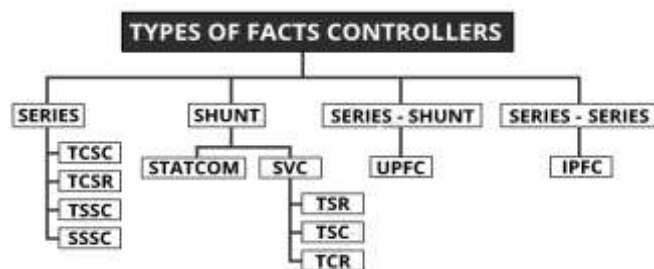 TYPES OF FACTS CONTROLLERS
SERIES
SHUNT
SERIES - SHUNT
SERIES - SERIES
TCSC
TCSR
TSSC
SSSC
STATCOM
SVC
TSR
TSC
TCR
UPFC
IPFC